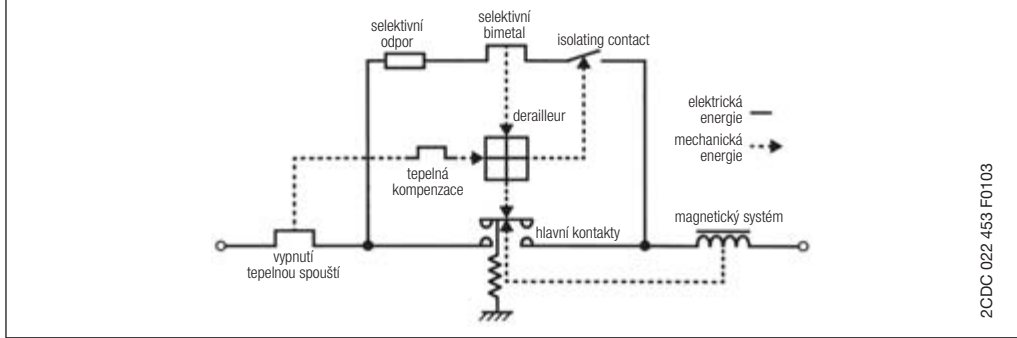 selektivní
odpor
selektivní
bimetal
isolating contact
derailleur
elektrická
energie
mechanická
energie
tepelná
kompenzace
hlavní kontakty
magnetický systém
vypnutí
tepelnou spouští
2CDC 022 453 F0103